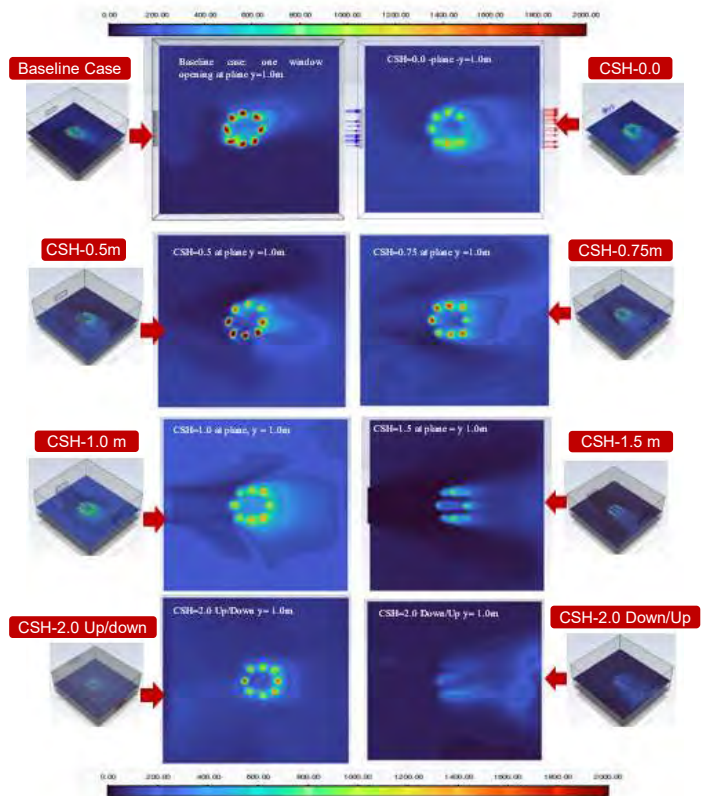 0.00 200.00 400.00 600.00 800.00 1000.00 1200.00 1400.00 1600.00 1800.00 2000.00
Baseline Case
Baseline case: one window
opening at plane y=1.0m
CSH=0.0 -plane -y=1.0m
CSH-0.0
CSH-0.5m
CSH=0.5 at plane y =1.0m
CSH=0.75 at plane y =1.0m
CSH-0.75m
CSH-1.0 m
CSH=1.0 at plane, y = 1.0m
CSH=1.5 at plane = y 1.0m
CSH-1.5 m
CSH-2.0 Up/down
CSH=2.0 Up/Down y= 1.0m
CSH=2.0 Down/Up y= 1.0m
CSH-2.0 Down/Up
0.00 200.00 400.00 600.00 800.00 1000.00 1200.00 1400.00 1600.00 1800.00 2000.00